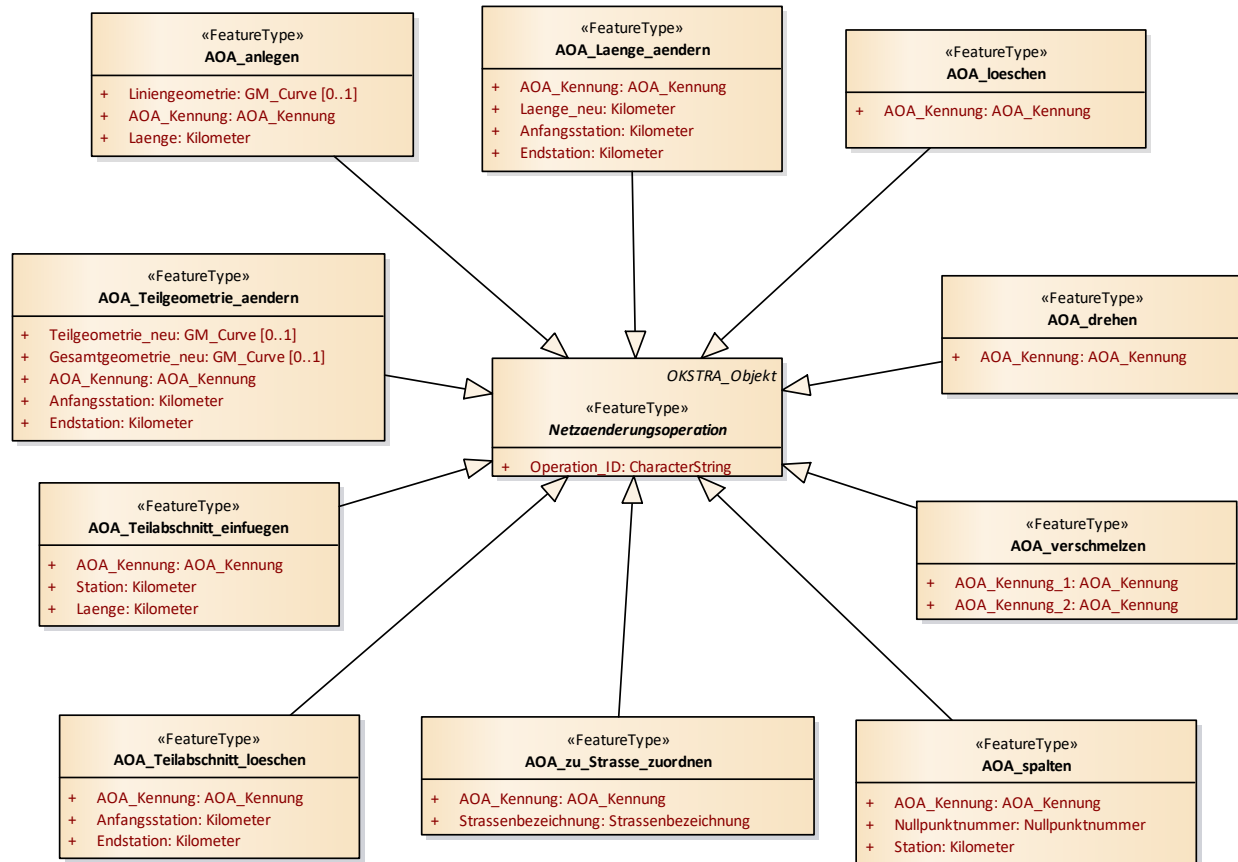 «FeatureType»
AOA_anlegen
+ Liniengeometrie: GM_Curve [0..1]
+ AOA_Kennung: AOA_Kennung
+ Laenge: Kilometer
«FeatureType»
AOA_Laenge_aendern
+ AOA_Kennung: AOA_Kennung
+ Laenge_neu: Kilometer
+ Anfangsstation: Kilometer
+ Endstation: Kilometer
«FeatureType»
AOA_loeschen
+ AOA_Kennung: AOA_Kennung
«FeatureType»
AOA_Teilgeometrie_aendern
+ Teilgeometrie_neu: GM_Curve [0..1]
+ Gesamtgeometrie_neu: GM_Curve [0..1]
+ AOA_Kennung: AOA_Kennung
+ Anfangsstation: Kilometer
+ Endstation: Kilometer
«FeatureType»
AOA_drehen
+ AOA_Kennung: AOA_Kennung
OKSTRA_Objekt
«FeatureType»
Netzaenderungsoperation
+ Operation_ID: CharacterString
«FeatureType»
AOA_Teilabschnitt_einfuegen
+ AOA_Kennung: AOA_Kennung
+ Station: Kilometer
+ Laenge: Kilometer
«FeatureType»
AOA_verschmelzen
+ AOA_Kennung_1: AOA_Kennung
+ AOA_Kennung_2: AOA_Kennung
«FeatureType»
AOA_Teilabschnitt_loeschen
+ AOA_Kennung: AOA_Kennung
+ Anfangsstation: Kilometer
+ Endstation: Kilometer
«FeatureType»
AOA_zu_Strasse_zuordnen
+ AOA_Kennung: AOA_Kennung
+ Strassenbezeichnung: Strassenbezeichnung
«FeatureType»
AOA_spalten
+ AOA_Kennung: AOA_Kennung
+ Nullpunktnummer: Nullpunktnummer
+ Station: Kilometer